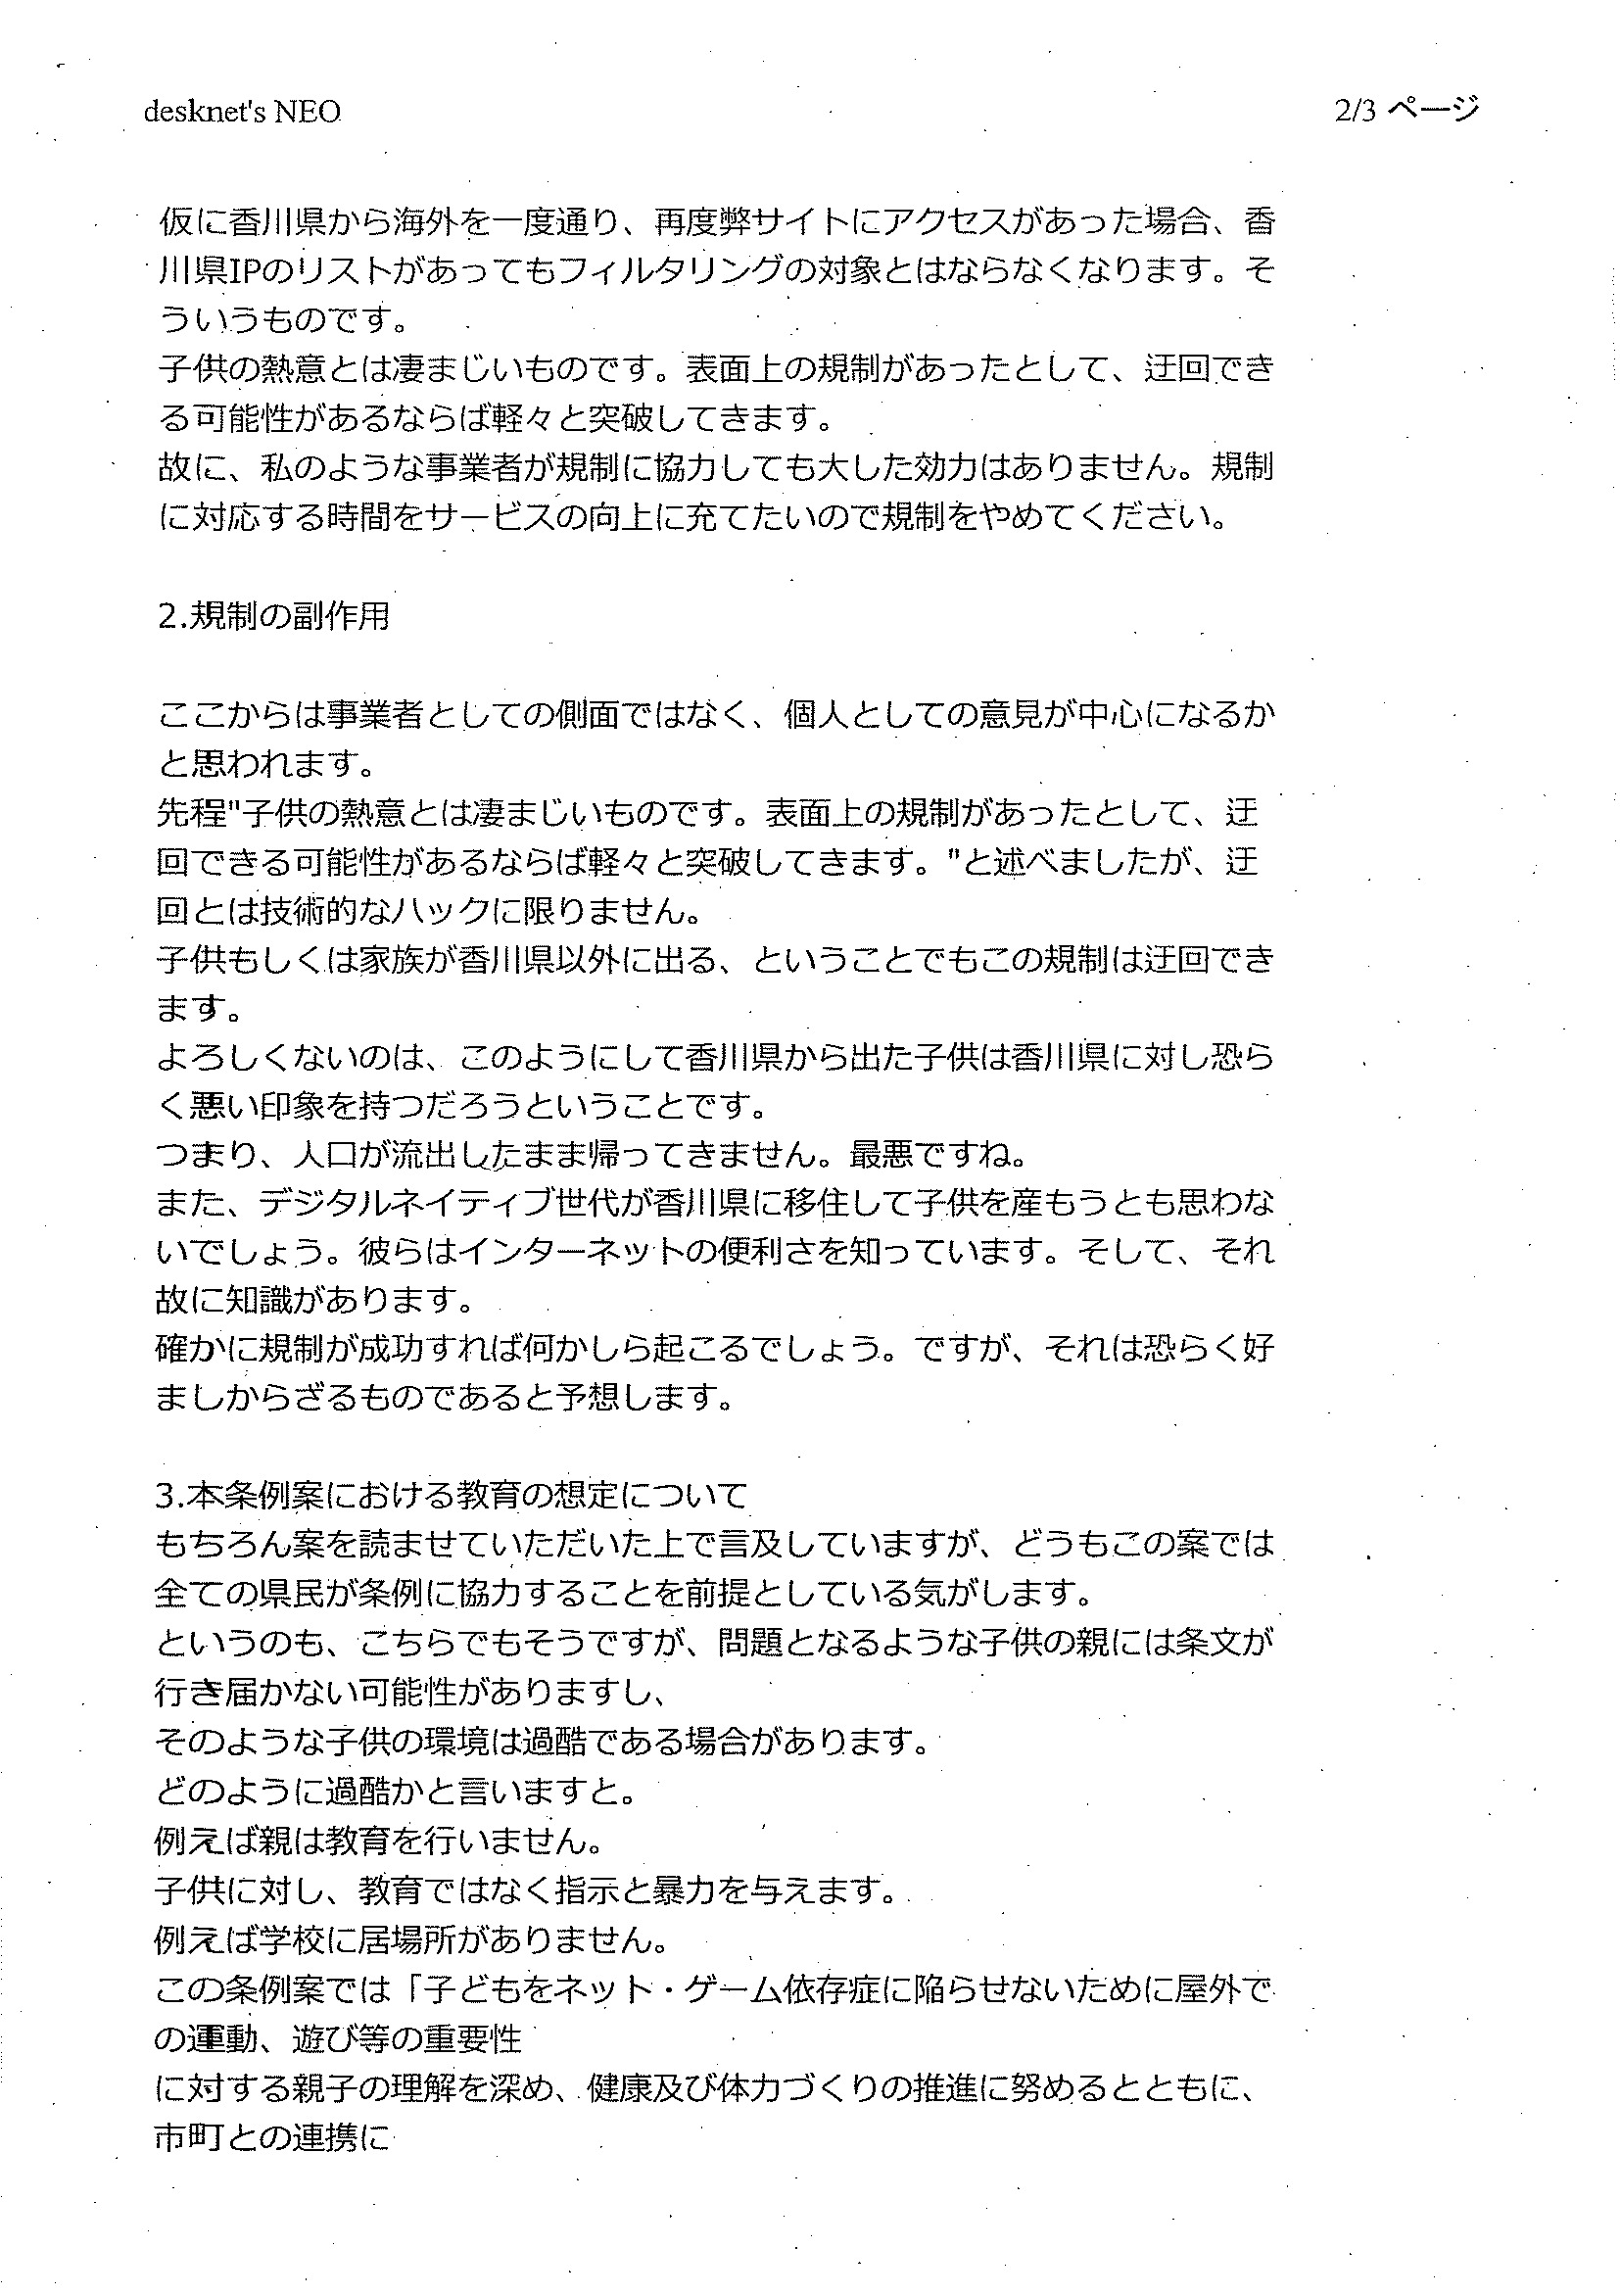 desknet's NEO
2/3 ページ
仮に香川県から海外を一度通り、再度弊サイトにアクセスがあった場合、香
川県IPのリストがあってもフィルタリングの対象とはならなくなります。そ
ういうものです。
子供の熱意とは凄まじいものです。表面上の規制があったとして、迂回でき
る可能性があるならば軽々と突破してきます。
故に、私のような事業者が規制に協力しても大した効力はありません。規制
に対応する時間をサービスの向上に充てたいので規制をやめてください。
2.規制の副作用
ここからは事業者としての側面ではなく、個人としての意見が中心になるか
と思われます。
先程"子供の熱意とは凄まじいものです。表面上の規制があったとして、迂
回できる可能性があるならば軽々と突破してきます。"と述べましたが、迂
回とは技術的なハックに限りません。
子供もしくは家族が香川県以外に出る、ということでもこの規制は迂回でき
ます。
よろしくないのは、このようにして香川県から出た子供は香川県に対し恐ら
く悪い印象を持つだろうということです。
つまり、人口が流出したまま帰ってきません。最悪ですね。
また、デジタルネイティブ世代が香川県に移住して子供を産もうとも思わな
いでしょう。彼らはインターネットの便利さを知っています。そして、それ
故に知識があります。
確かに規制が成功すれば何かしら起こるでしょう。ですが、それは恐らく好
ましからざるものであると予想します。
3.本条例案における教育の想定について
もちろん案を読ませていただいた上で言及していますが、どうもこの案では
全ての県民が条例に協力することを前提としている気がします。
というのも、こちらでもそうですが、問題となるような子供の親には条文が
行き届かない可能性がありますし、
そのような子供の環境は過酷である場合があります。
どのように過酷かと言いますと。
例えば親は教育を行いません。
子供に対し、教育ではなく指示と暴力を与えます。
例えば学校に居場所がありません。
この条例案では「子どもをネット・ゲーム依存症に陥らせないために屋外で
の運動、遊び等の重要性
に対する親子の理解を深め、健康及び体力づくりの推進に努めるとともに、
市町との連携に